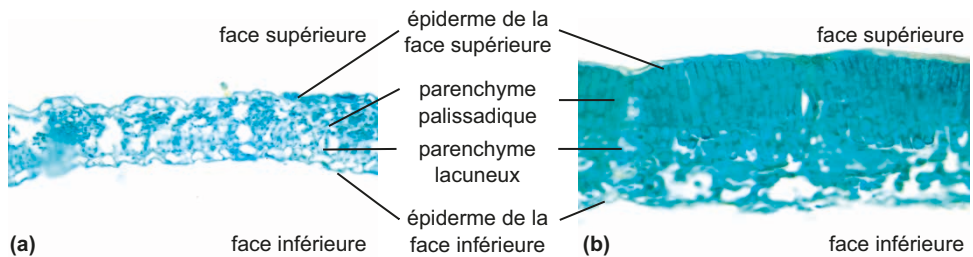 face supérieure
épiderme de la
face supérieure
face supérieure
parenchyme
palissadique
parenchyme
lacuneux
épiderme de la
face inférieure
(a)
face inférieure
(b)
face inférieure